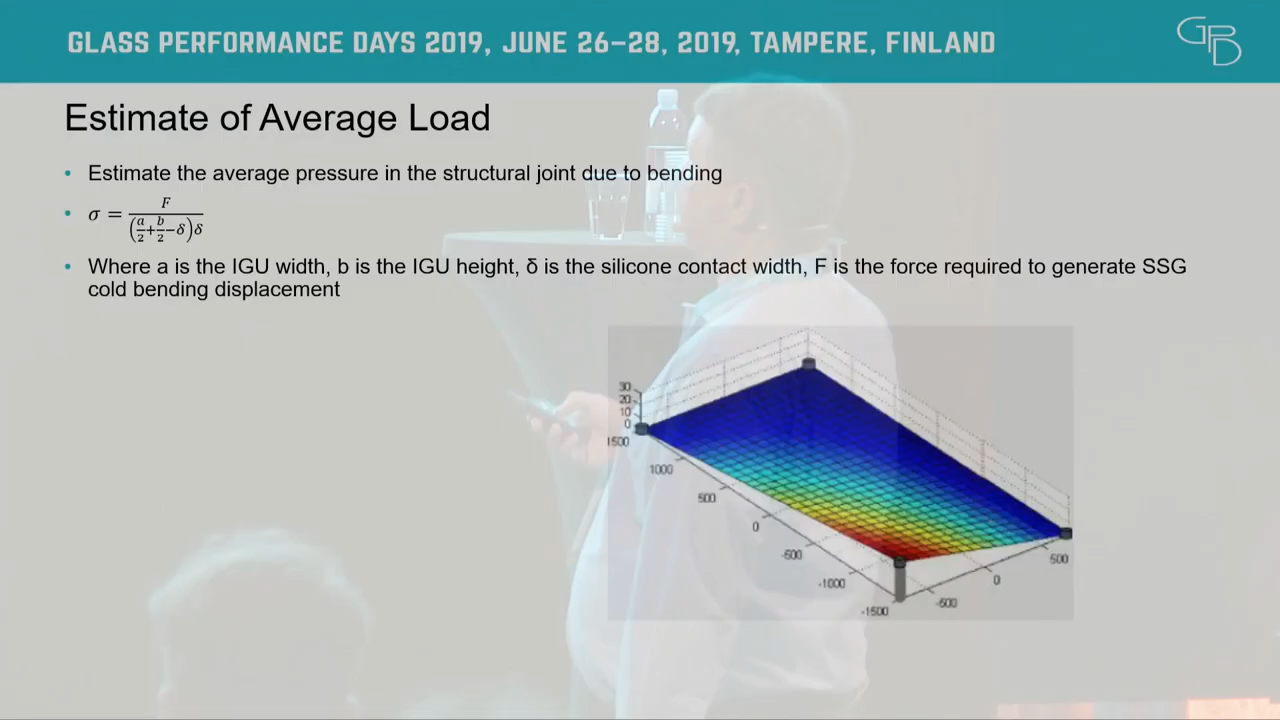 GLASS PERFORMANCE DAYS 2019, JUNE 26–28, 2019, TAMPERE, FINLAND
GPD
Estimate of Average Load
• Estimate the average pressure in the structural joint due to bending
• σ = F / ((a/2 + b/2 − δ)δ)
• Where a is the IGU width, b is the IGU height, δ is the silicone contact width, F is the force required to generate SSG
cold bending displacement
30
20
10
0
1500
1000
500
0
-500
-1000
-1500
-500
0
500